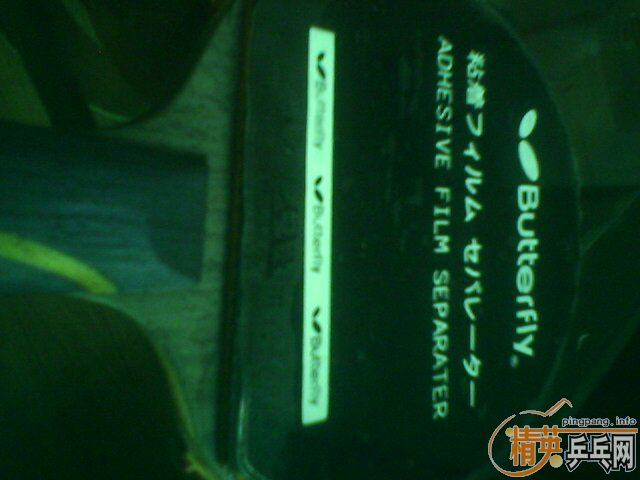 Butterfly.
粘着フィルム セパレーター
ADHESIVE FILM SEPARATER
Butterfly Butterfly Butterfly
pingpang.info
精英乒乓网